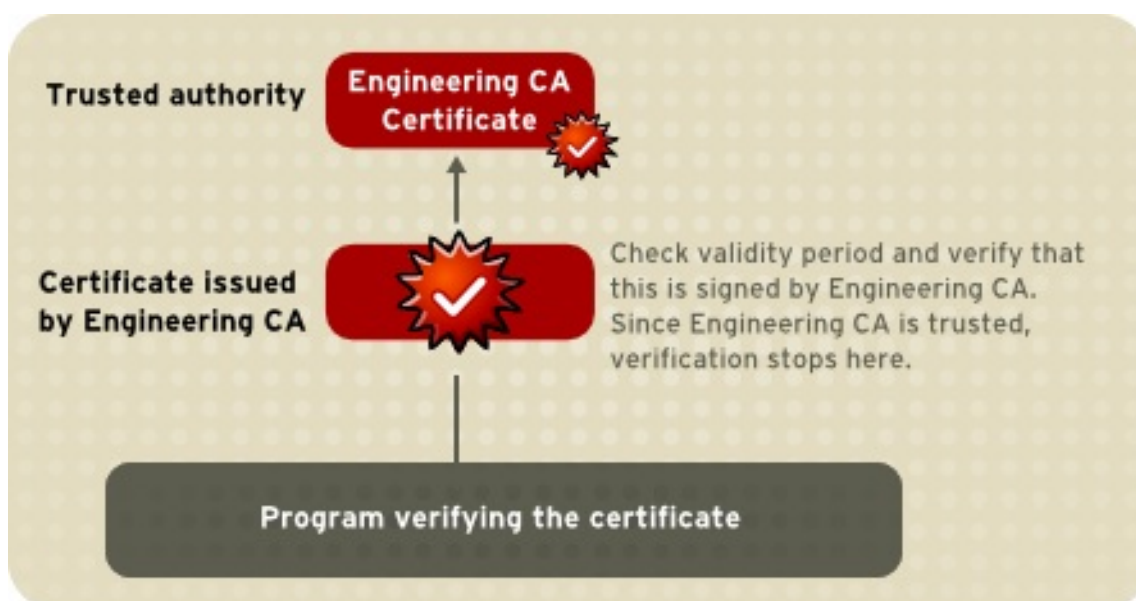 Trusted authority
Engineering CA
Certificate
Certificate issued
by Engineering CA
Check validity period and verify that
this is signed by Engineering CA.
Since Engineering CA is trusted,
verification stops here.
Program verifying the certificate